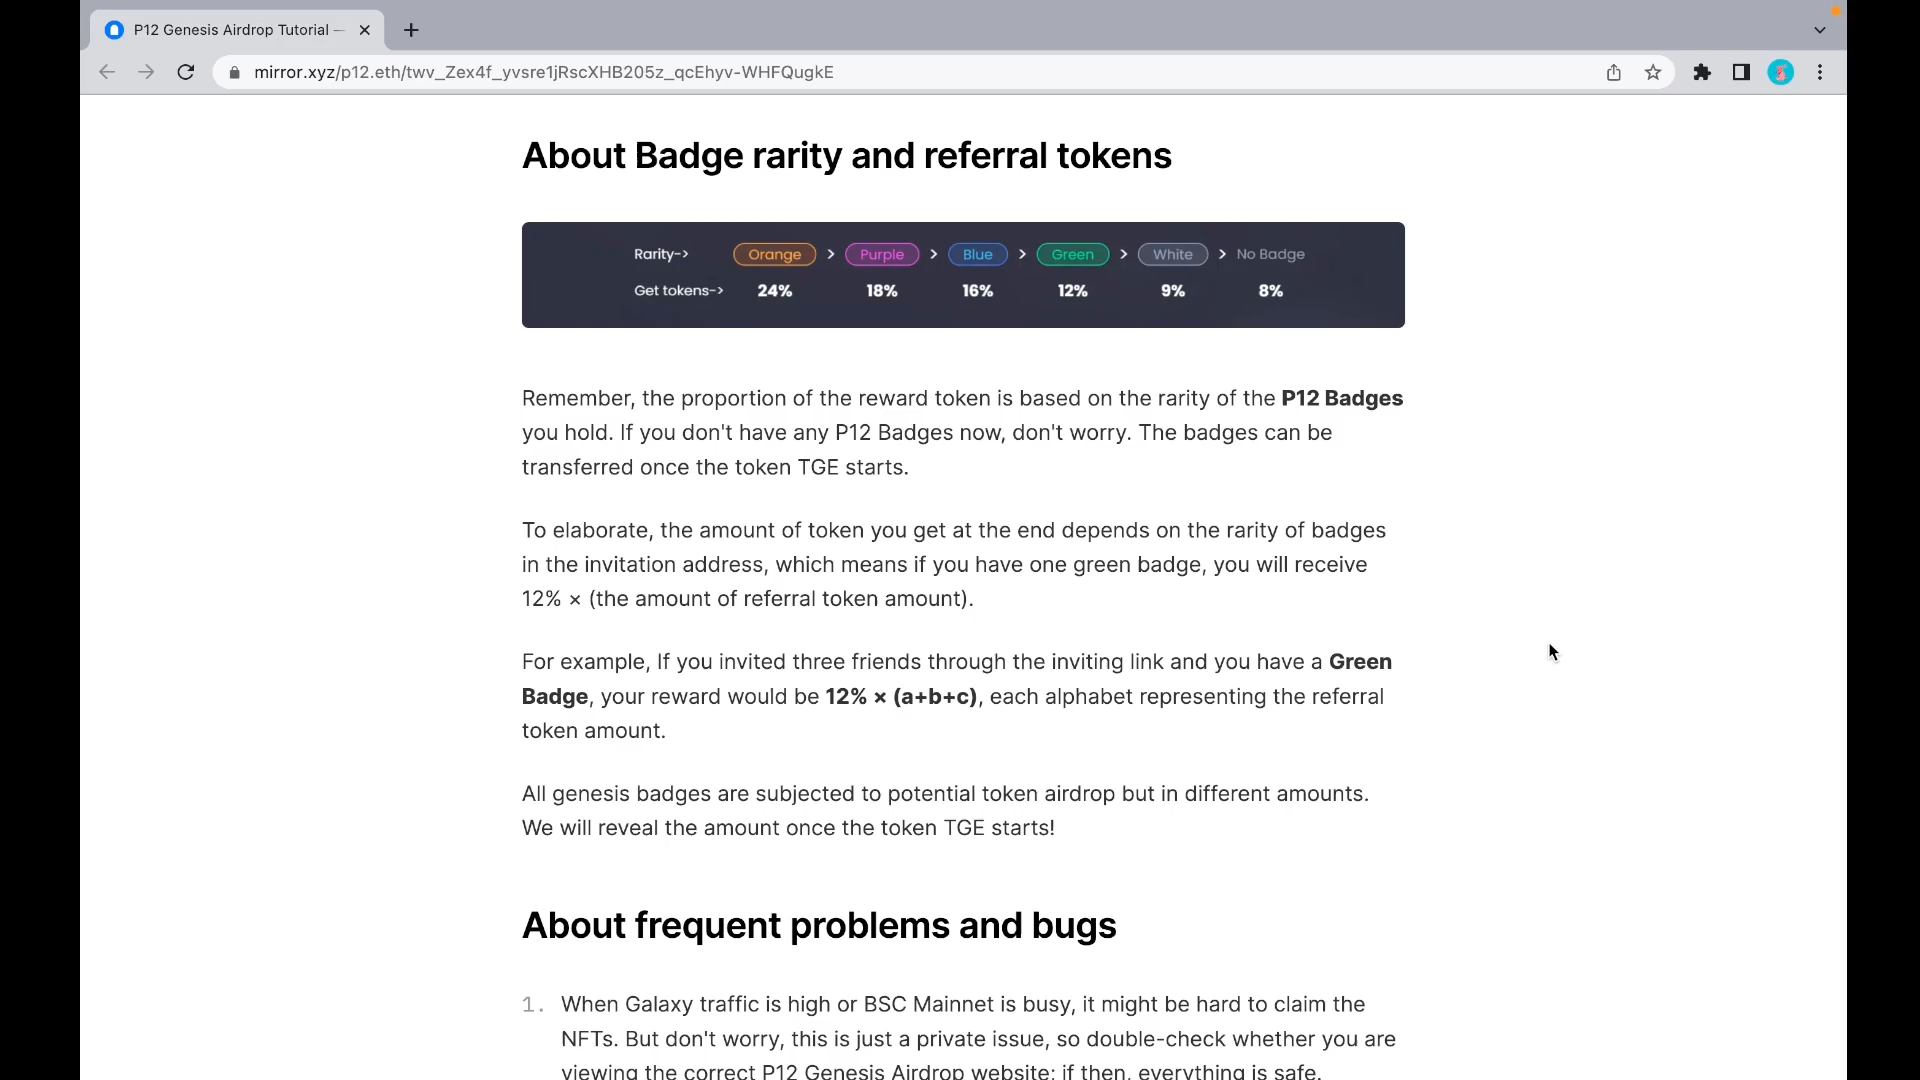 P12 Genesis Airdrop Tutorial —
mirror.xyz/p12.eth/twv_Zex4f_yvsre1jRscXHB205z_qcEhyv-WHFQugkE
About Badge rarity and referral tokens
Rarity-> Orange > Purple > Blue > Green > White > No Badge
Get tokens-> 24% 18% 16% 12% 9% 8%
Remember, the proportion of the reward token is based on the rarity of the P12 Badges
you hold. If you don't have any P12 Badges now, don't worry. The badges can be
transferred once the token TGE starts.
To elaborate, the amount of token you get at the end depends on the rarity of badges
in the invitation address, which means if you have one green badge, you will receive
12% × (the amount of referral token amount).
For example, If you invited three friends through the inviting link and you have a Green
Badge, your reward would be 12% × (a+b+c), each alphabet representing the referral
token amount.
All genesis badges are subjected to potential token airdrop but in different amounts.
We will reveal the amount once the token TGE starts!
About frequent problems and bugs
1. When Galaxy traffic is high or BSC Mainnet is busy, it might be hard to claim the
NFTs. But don't worry, this is just a private issue, so double-check whether you are
viewing the correct P12 Genesis Airdrop website; if then, everything is safe.